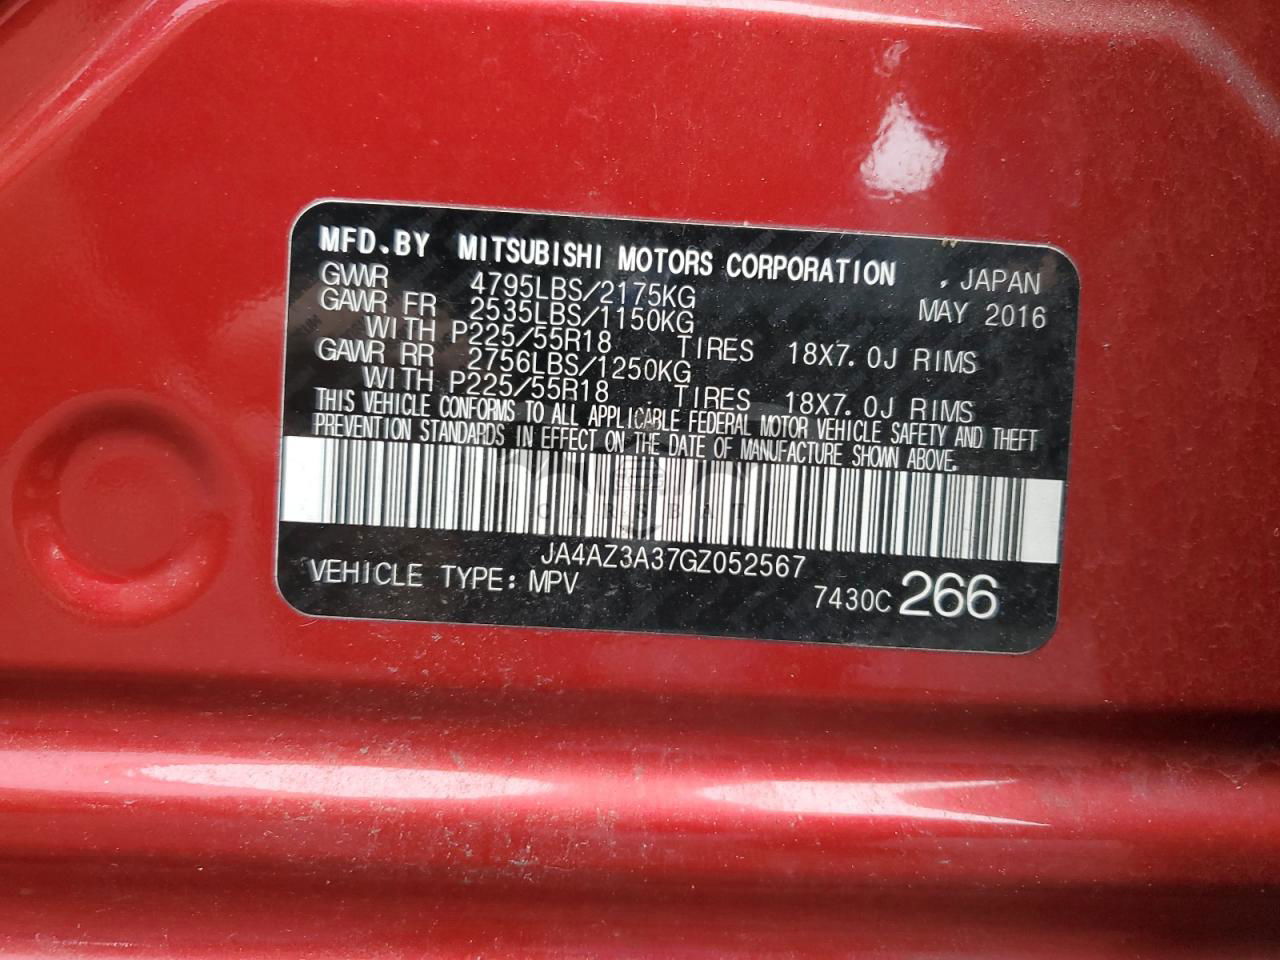 MFD.BY MITSUBISHI MOTORS CORPORATION , JAPAN
GVWR 4795LBS/2175KG MAY 2016
GAWR FR 2535LBS/1150KG
WITH P225/55R18 TIRES 18X7.0J RIMS
GAWR RR 2756LBS/1250KG
WITH P225/55R18 TIRES 18X7.0J RIMS
THIS VEHICLE CONFORMS TO ALL APPLICABLE FEDERAL MOTOR VEHICLE SAFETY AND THEFT
PREVENTION STANDARDS IN EFFECT ON THE DATE OF MANUFACTURE SHOWN ABOVE.
CARSBAT
JA4AZ3A37GZ052567
VEHICLE TYPE: MPV 7430C 266